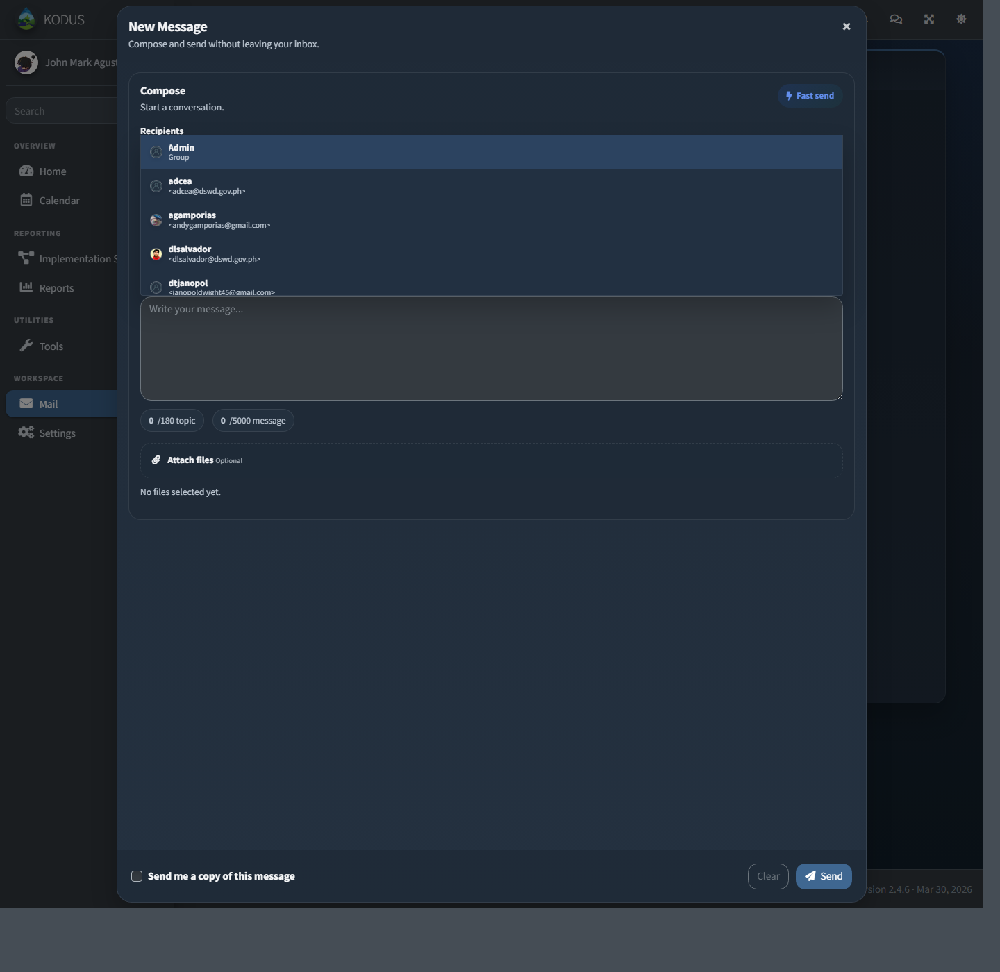 KODUS
John Mark Agust
Search
OVERVIEW
Home
Calendar
REPORTING
Implementation S
Reports
UTILITIES
Tools
WORKSPACE
Mail
Settings
New Message
Compose and send without leaving your inbox.
Compose
Start a conversation.
Fast send
Recipients
Admin
Group
adcea
<adcea@dswd.gov.ph>
agamporias
<andygamporias@gmail.com>
dlsalvador
<dlsalvador@dswd.gov.ph>
dtjanopol
<janopoldwight45@gmail.com>
Write your message...
0 /180 topic
0 /5000 message
Attach files Optional
No files selected yet.
Send me a copy of this message
Clear
Send
rsion 2.4.6 · Mar 30, 2026